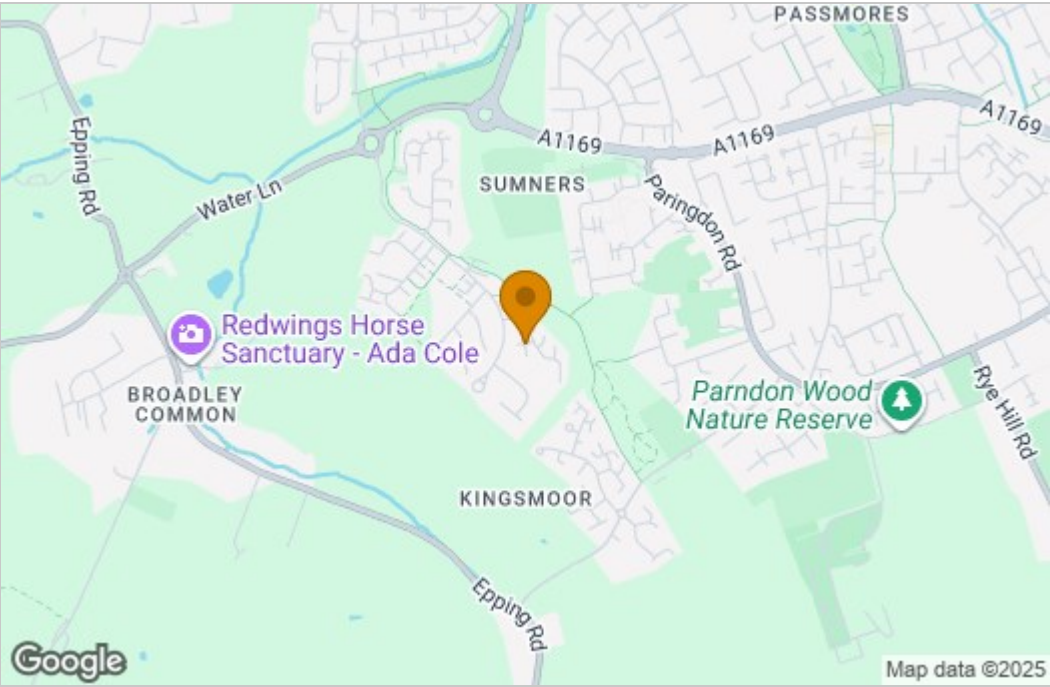 PASSMORES
A1169
A1169
A1169
Epping Rd
Water Ln
SUMNERS
Paringdon Rd
Redwings Horse
Sanctuary - Ada Cole
BROADLEY
COMMON
Parndon Wood
Nature Reserve
Rye Hill Rd
KINGSMOOR
Epping Rd
Google
Map data ©2025